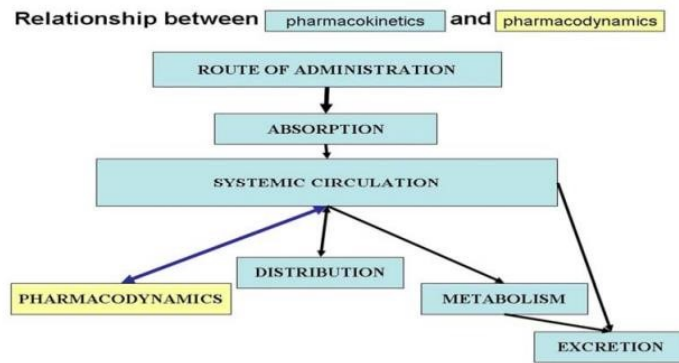 Relationship between pharmacokinetics and pharmacodynamics
ROUTE OF ADMINISTRATION
ABSORPTION
SYSTEMIC CIRCULATION
DISTRIBUTION
PHARMACODYNAMICS
METABOLISM
EXCRETION